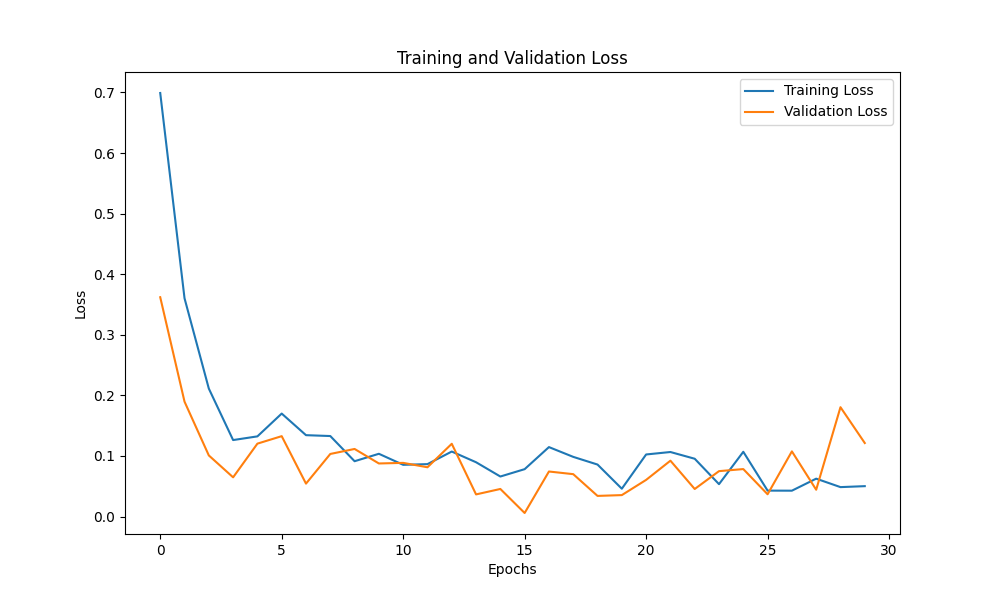 Training and Validation Loss
Training Loss
Validation Loss
0.7
0.6
0.5
0.4
0.3
0.2
0.1
0.0
Loss
0 5 10 15 20 25 30
Epochs